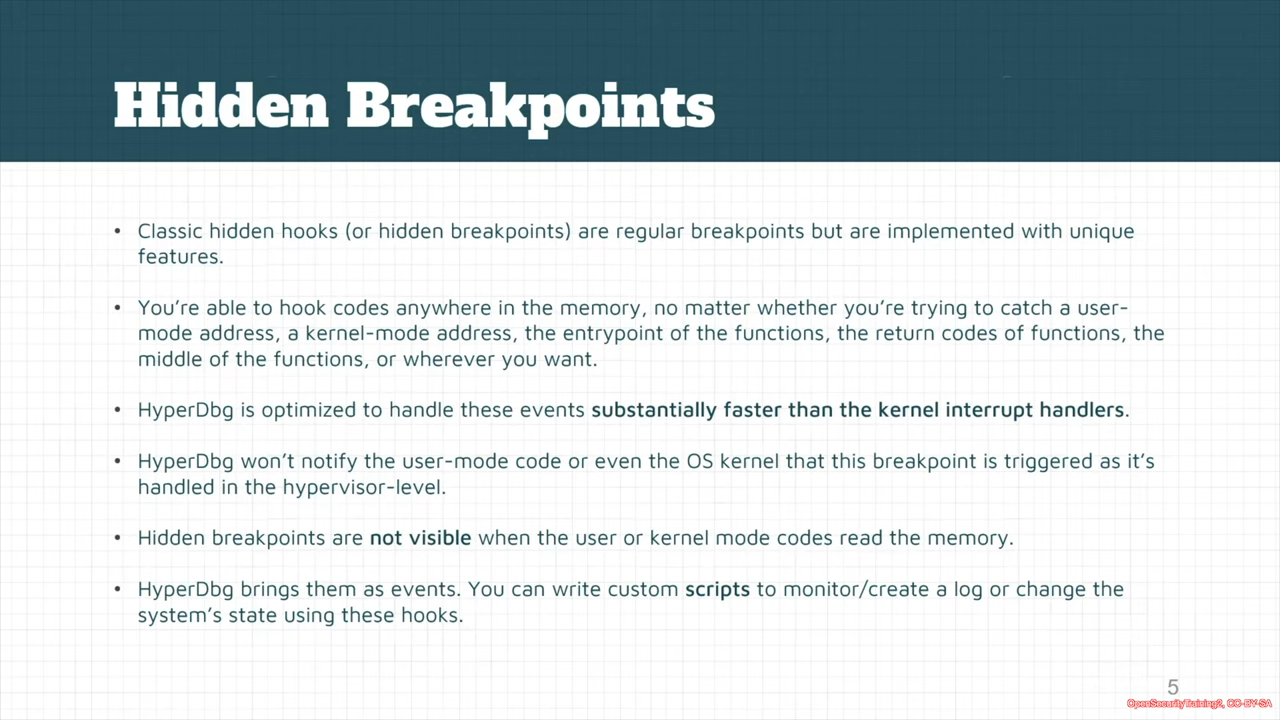 Hidden Breakpoints
• Classic hidden hooks (or hidden breakpoints) are regular breakpoints but are implemented with unique
features.
• You’re able to hook codes anywhere in the memory, no matter whether you’re trying to catch a user-
mode address, a kernel-mode address, the entrypoint of the functions, the return codes of functions, the
middle of the functions, or wherever you want.
• HyperDbg is optimized to handle these events substantially faster than the kernel interrupt handlers.
• HyperDbg won’t notify the user-mode code or even the OS kernel that this breakpoint is triggered as it’s
handled in the hypervisor-level.
• Hidden breakpoints are not visible when the user or kernel mode codes read the memory.
• HyperDbg brings them as events. You can write custom scripts to monitor/create a log or change the
system’s state using these hooks.
5
OpenSecurityTraining2, CC-BY-SA